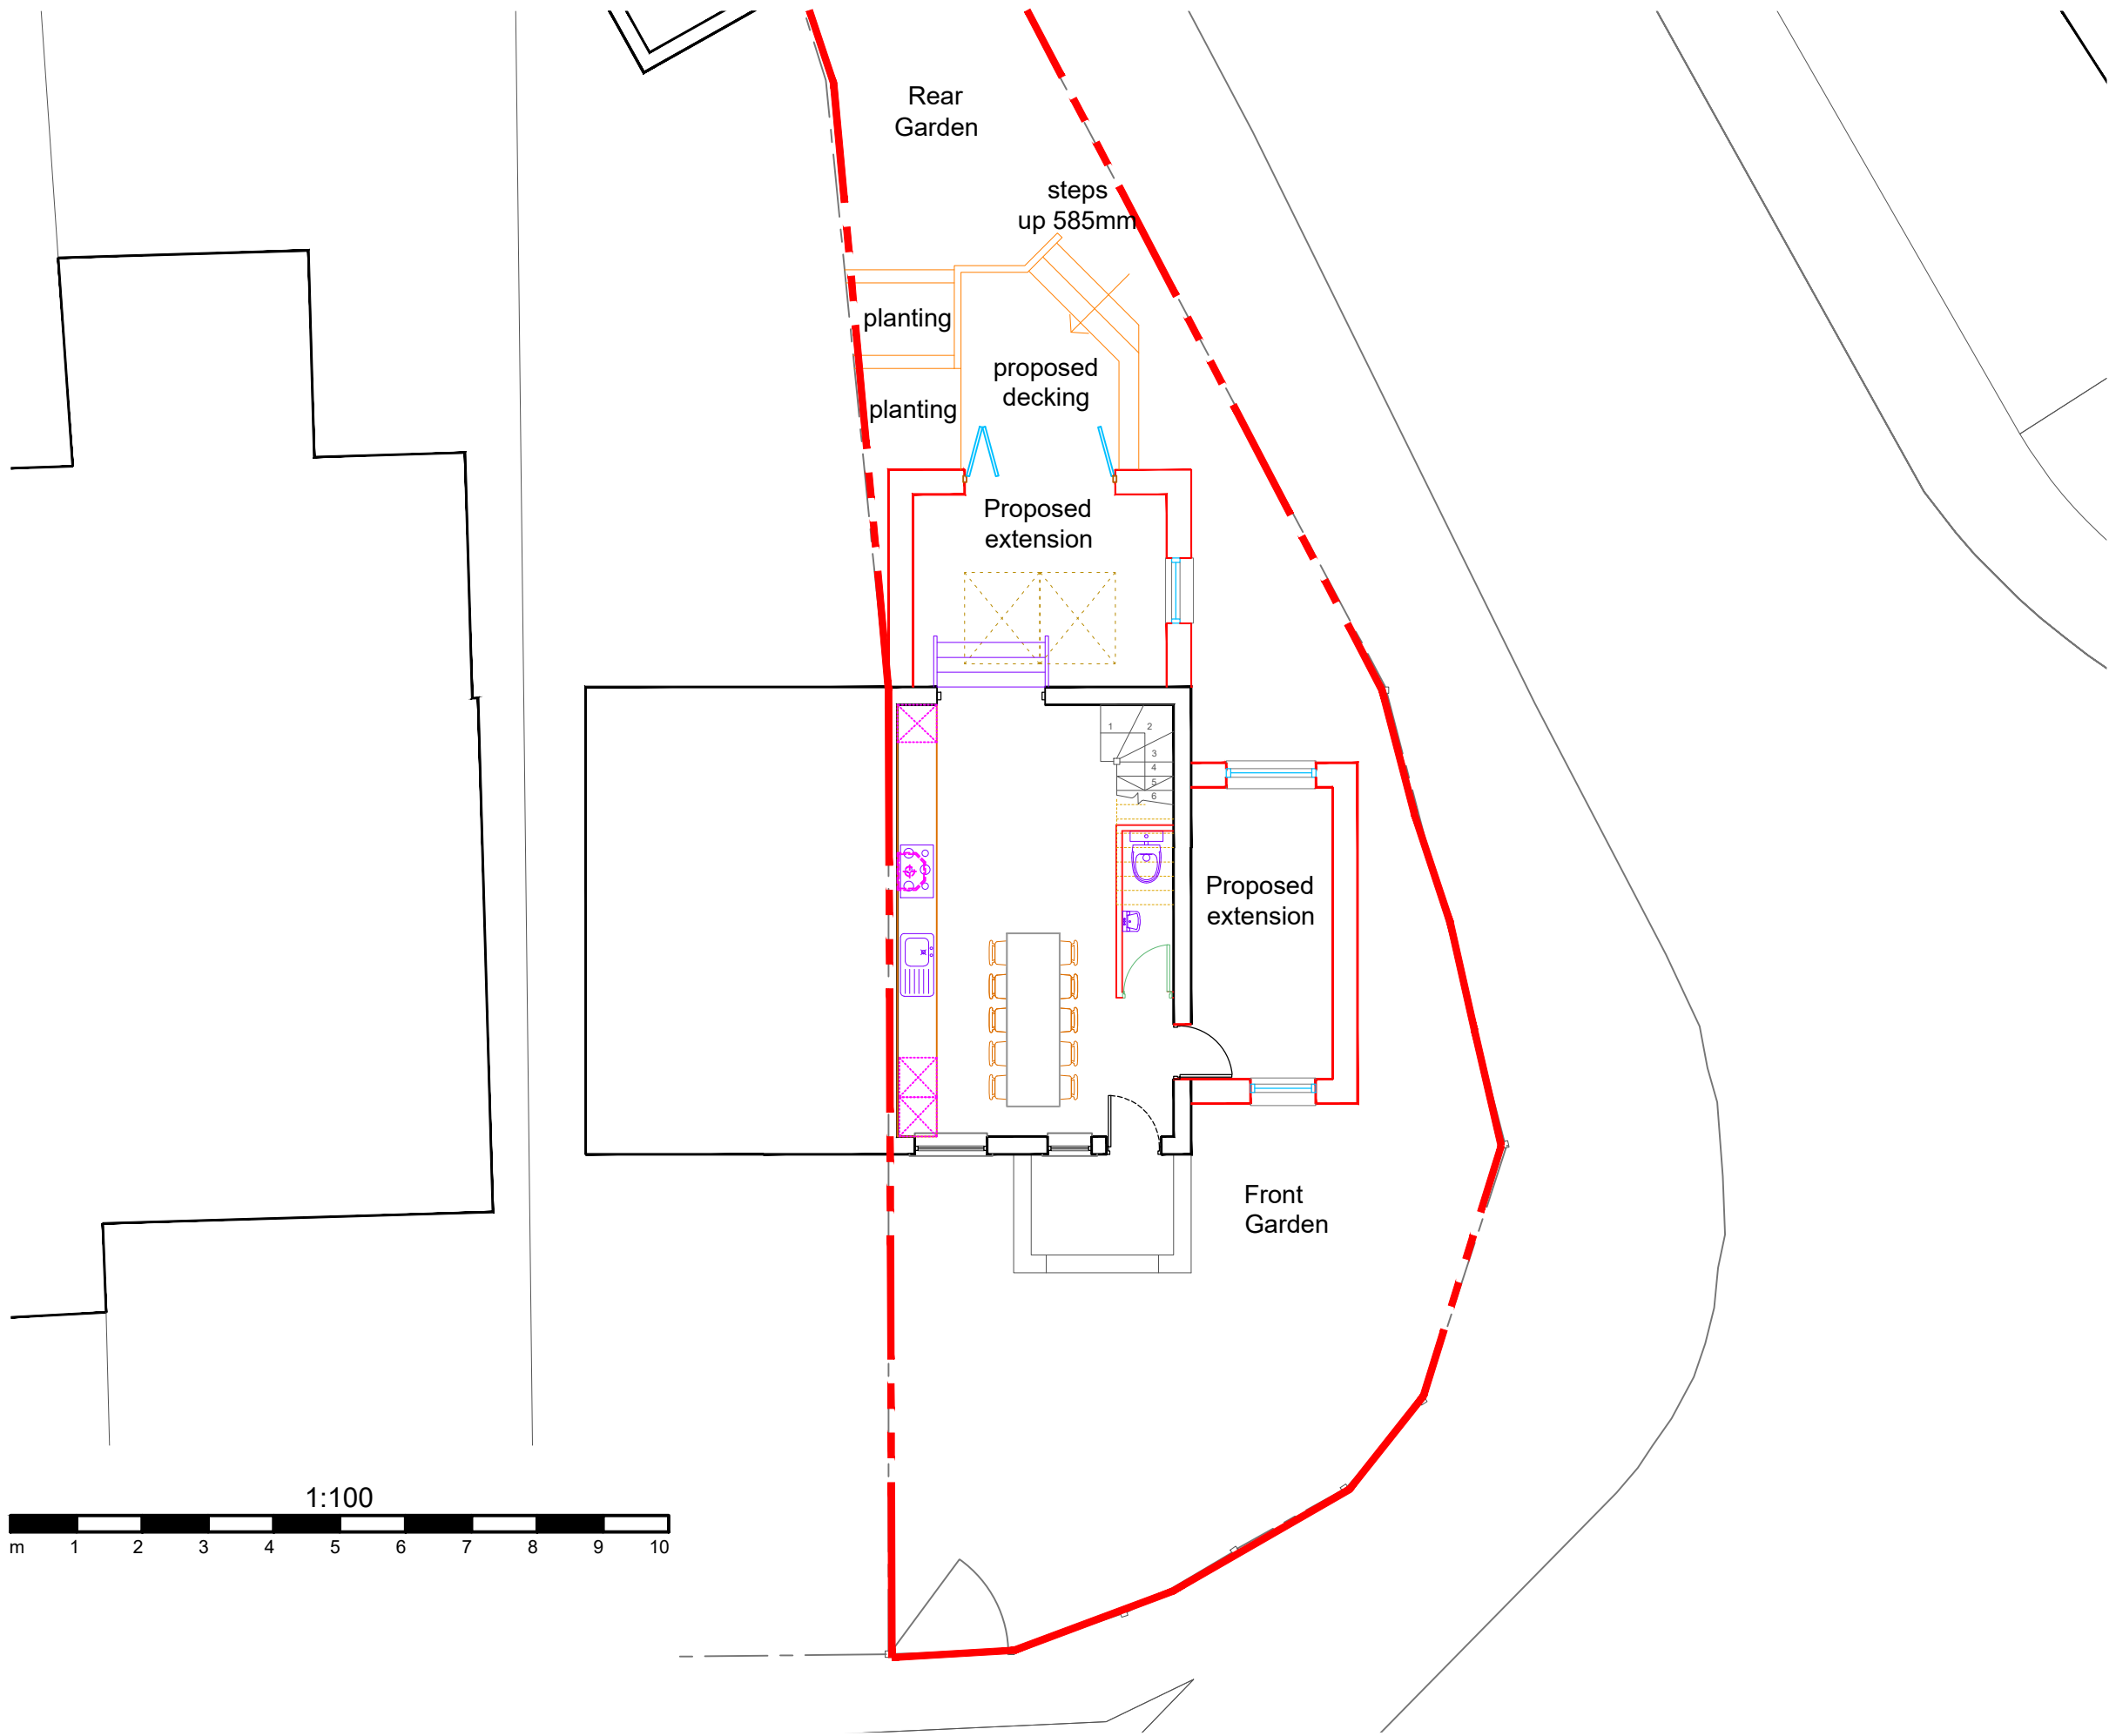 Rear
Garden
steps
up 585mm
planting
proposed
decking
planting
Proposed
extension
1
2
3
4
5
6
Proposed
extension
Front
Garden
1:100
m 1 2 3 4 5 6 7 8 9 10